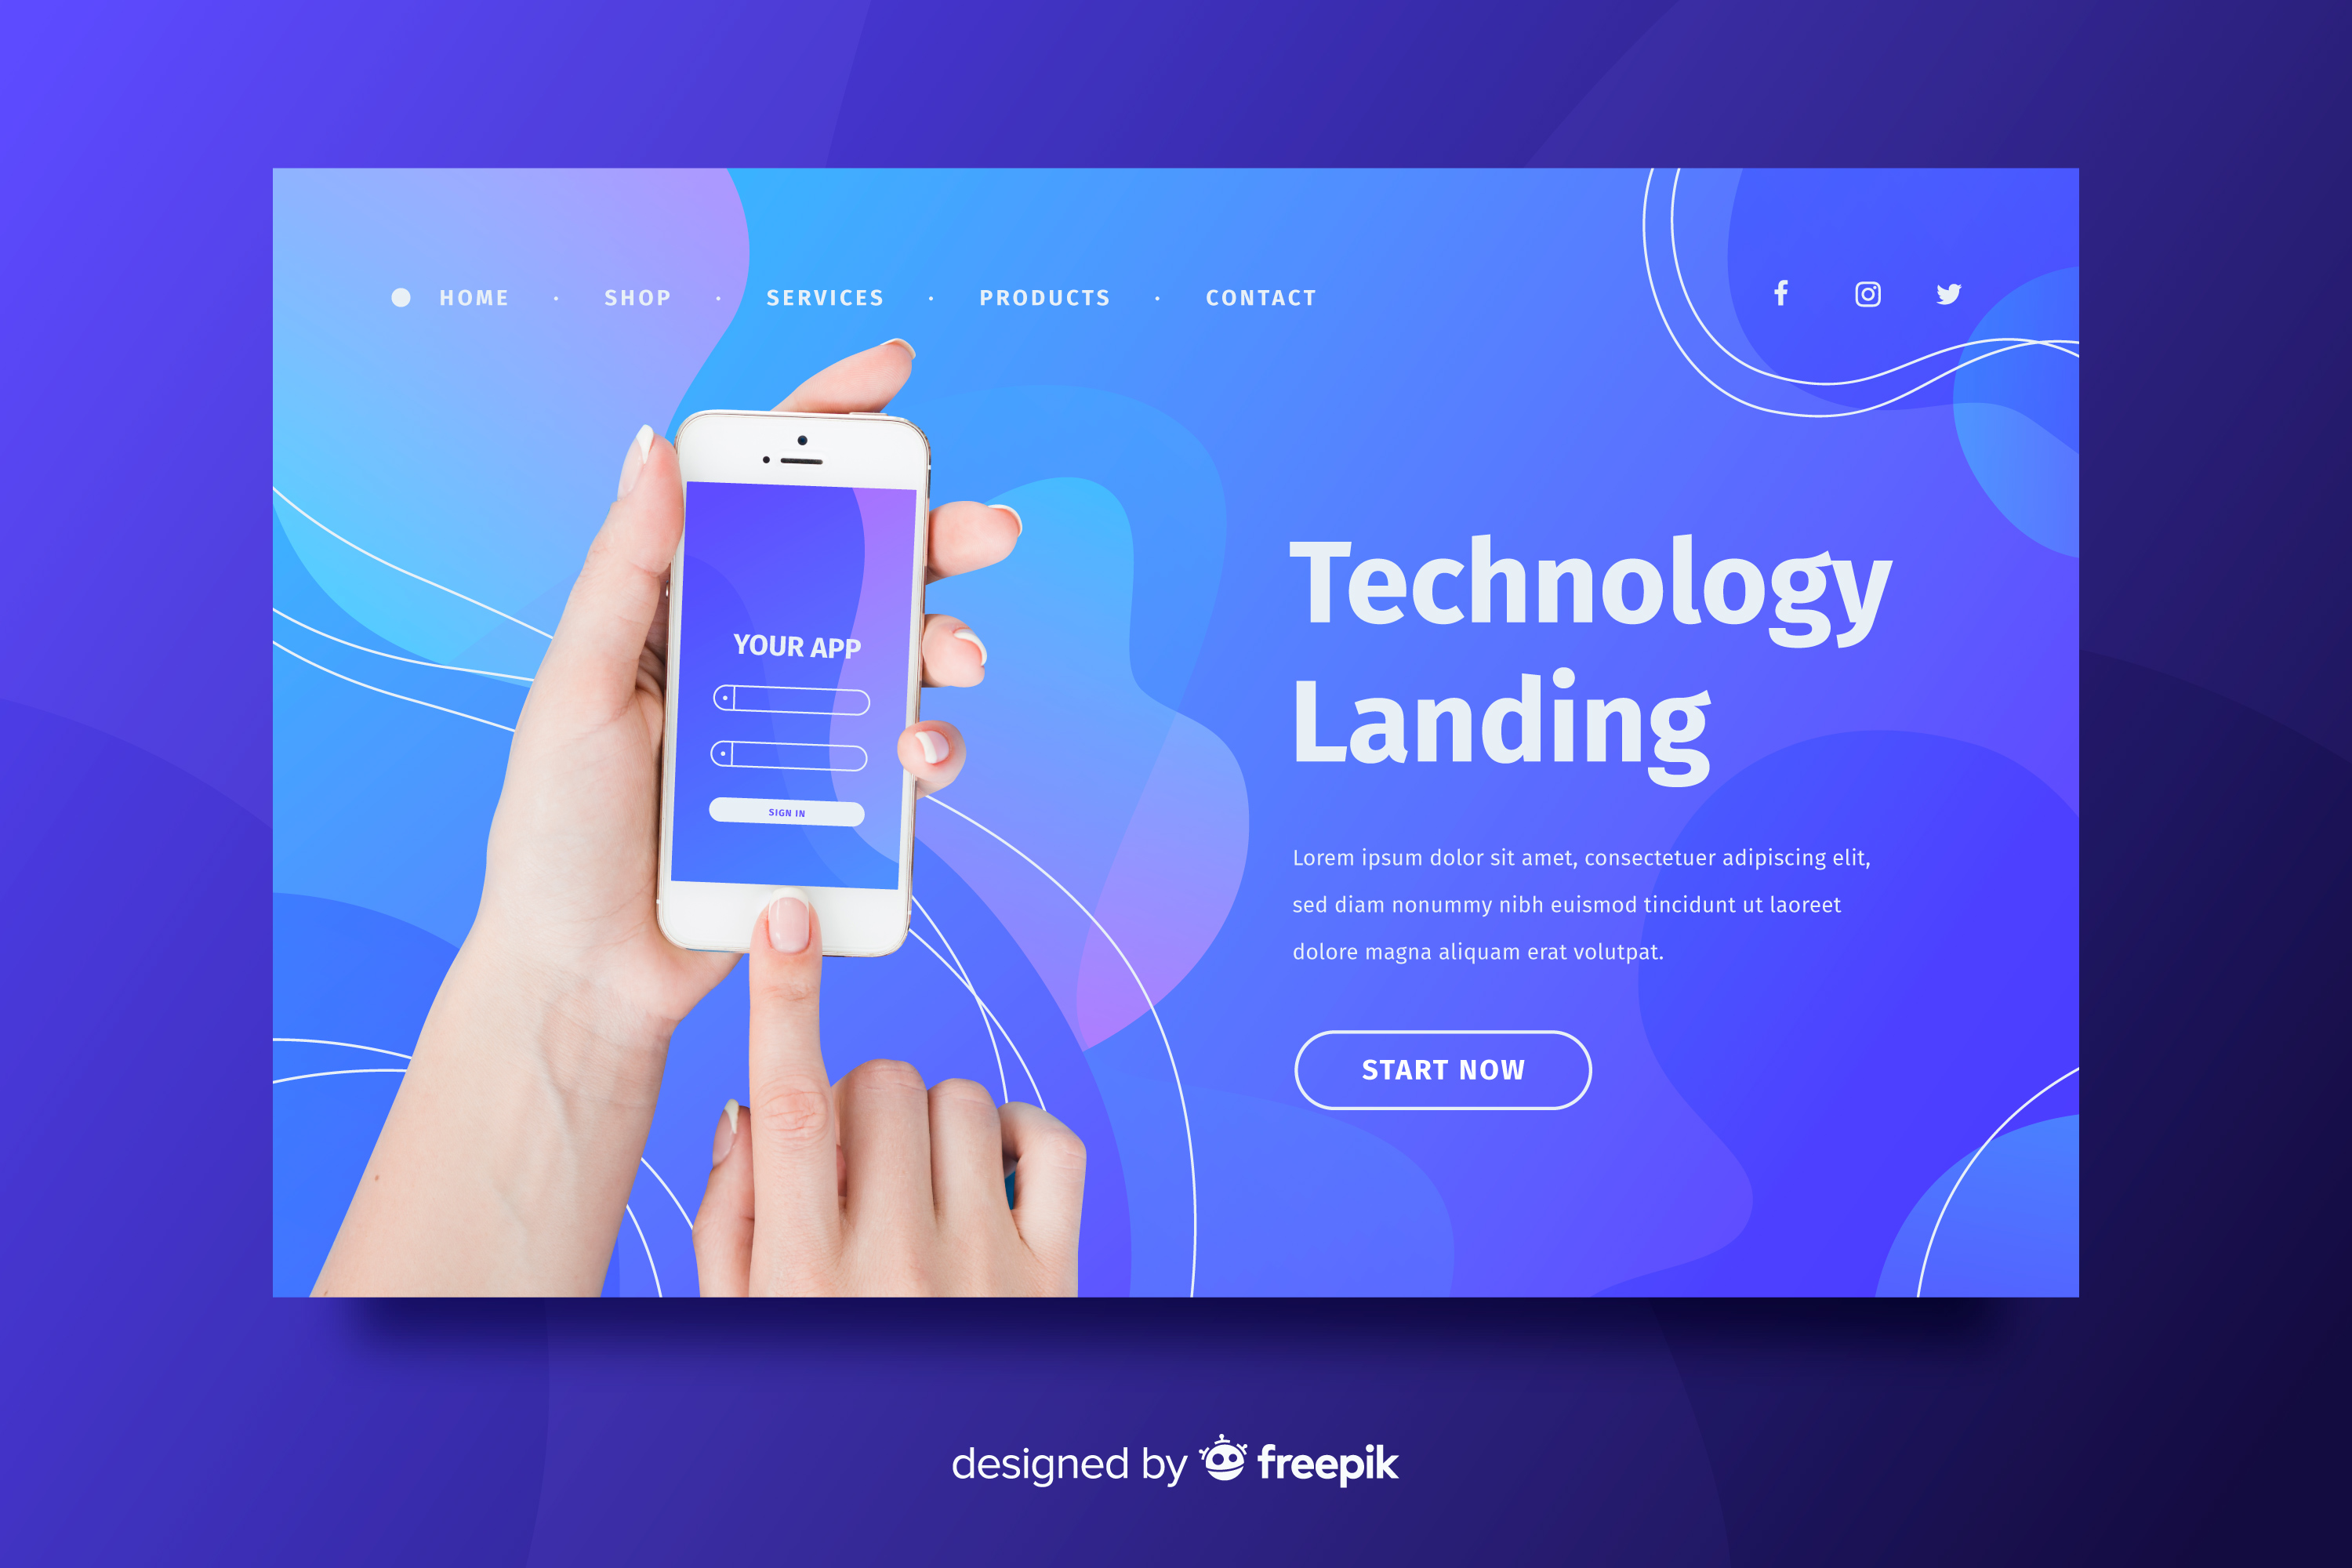 HOME • SHOP • SERVICES • PRODUCTS • CONTACT
YOUR APP
SIGN IN
Technology
Landing
Lorem ipsum dolor sit amet, consectetuer adipiscing elit,
sed diam nonummy nibh euismod tincidunt ut laoreet
dolore magna aliquam erat volutpat.
START NOW
designed by freepik